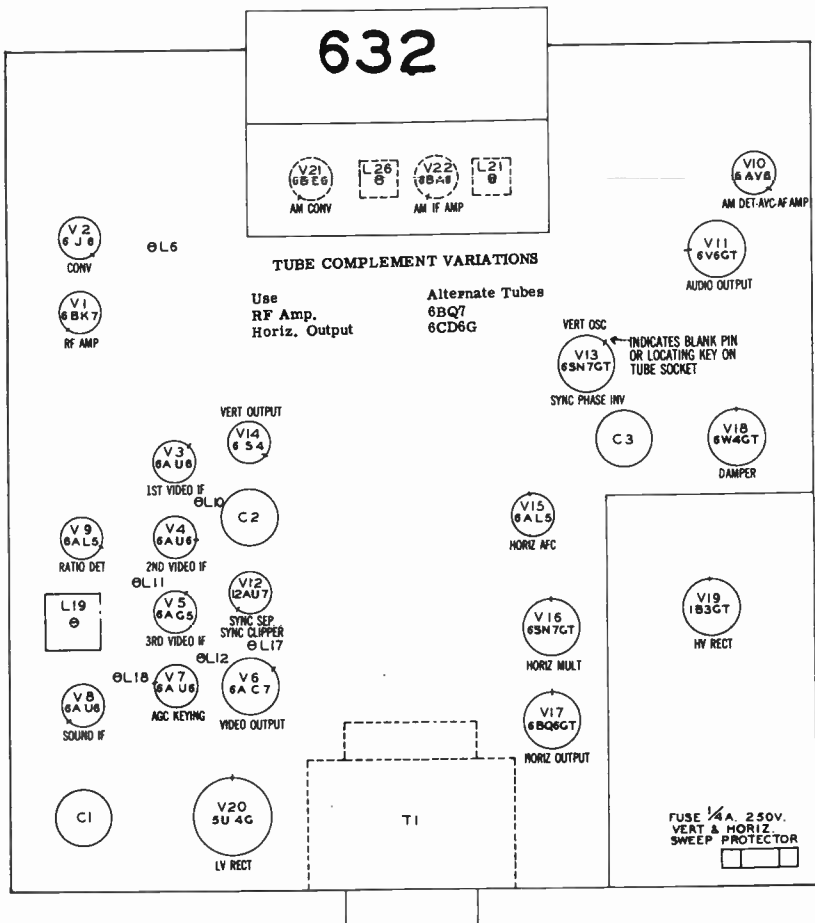 632
V21
6BE6
AM CONV
L26
V22
6BA6
AM IF AMP
L21
V10
6AV6
AM DET-AVC-AF AMP
V2
6J6
CONV
L6
V11
6V6GT
AUDIO OUTPUT
TUBE COMPLEMENT VARIATIONS
Use Alternate Tubes
RF Amp. 6BQ7
Horiz. Output 6CD6G
V1
6BK7
RF AMP
VERT OSC
V13
6SN7GT
SYNC PHASE INV
INDICATES BLANK PIN
OR LOCATING KEY ON
TUBE SOCKET
VERT OUTPUT
V14
6S4
C3
V18
6W4GT
DAMPER
V3
6AU6
1ST VIDEO IF
L10
C2
V15
6AL5
HORIZ AFC
V9
6AL5
RATIO DET
V4
6AU6
2ND VIDEO IF
L11
V12
12AU7
SYNC SEP
SYNC CLIPPER
L19
V5
6AG5
3RD VIDEO IF
L17
L12
V16
6SN7GT
HORIZ MULT
V19
1B3GT
HV RECT
L18
V7
6AU6
AGC KEYING
V6
6AC7
VIDEO OUTPUT
V8
6AU6
SOUND IF
V17
6BQ6GT
HORIZ OUTPUT
C1
V20
5U4G
LV RECT
T1
FUSE 1/4A. 250V.
VERT & HORIZ.
SWEEP PROTECTOR